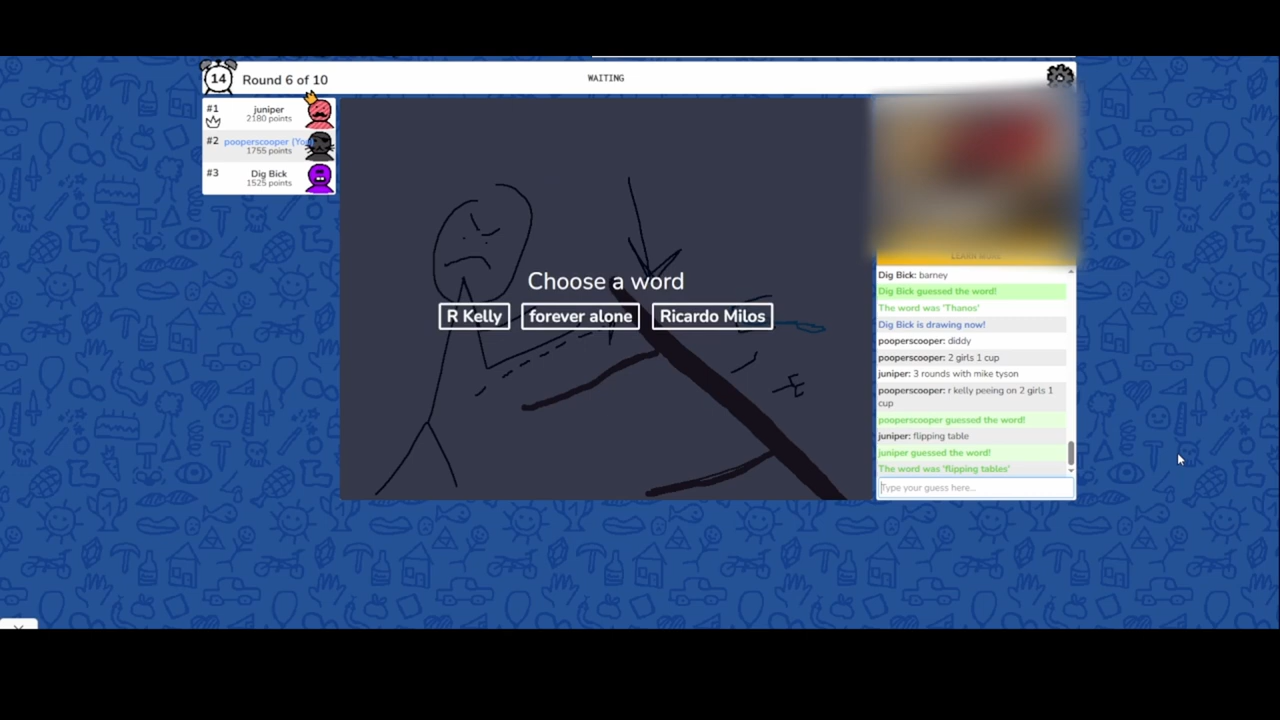 14
Round 6 of 10
WAITING
#1
juniper
2180 points
#2
pooperscooper (You)
1755 points
#3
Dig Bick
1525 points
Choose a word
R Kelly
forever alone
Ricardo Milos
LEARN MORE
Dig Bick: barney
Dig Bick guessed the word!
The word was 'Thanos'
Dig Bick is drawing now!
pooperscooper: diddy
pooperscooper: 2 girls 1 cup
juniper: 3 rounds with mike tyson
pooperscooper: r kelly peeing on 2 girls 1
cup
pooperscooper guessed the word!
juniper: flipping table
juniper guessed the word!
The word was 'flipping tables'
Type your guess here...